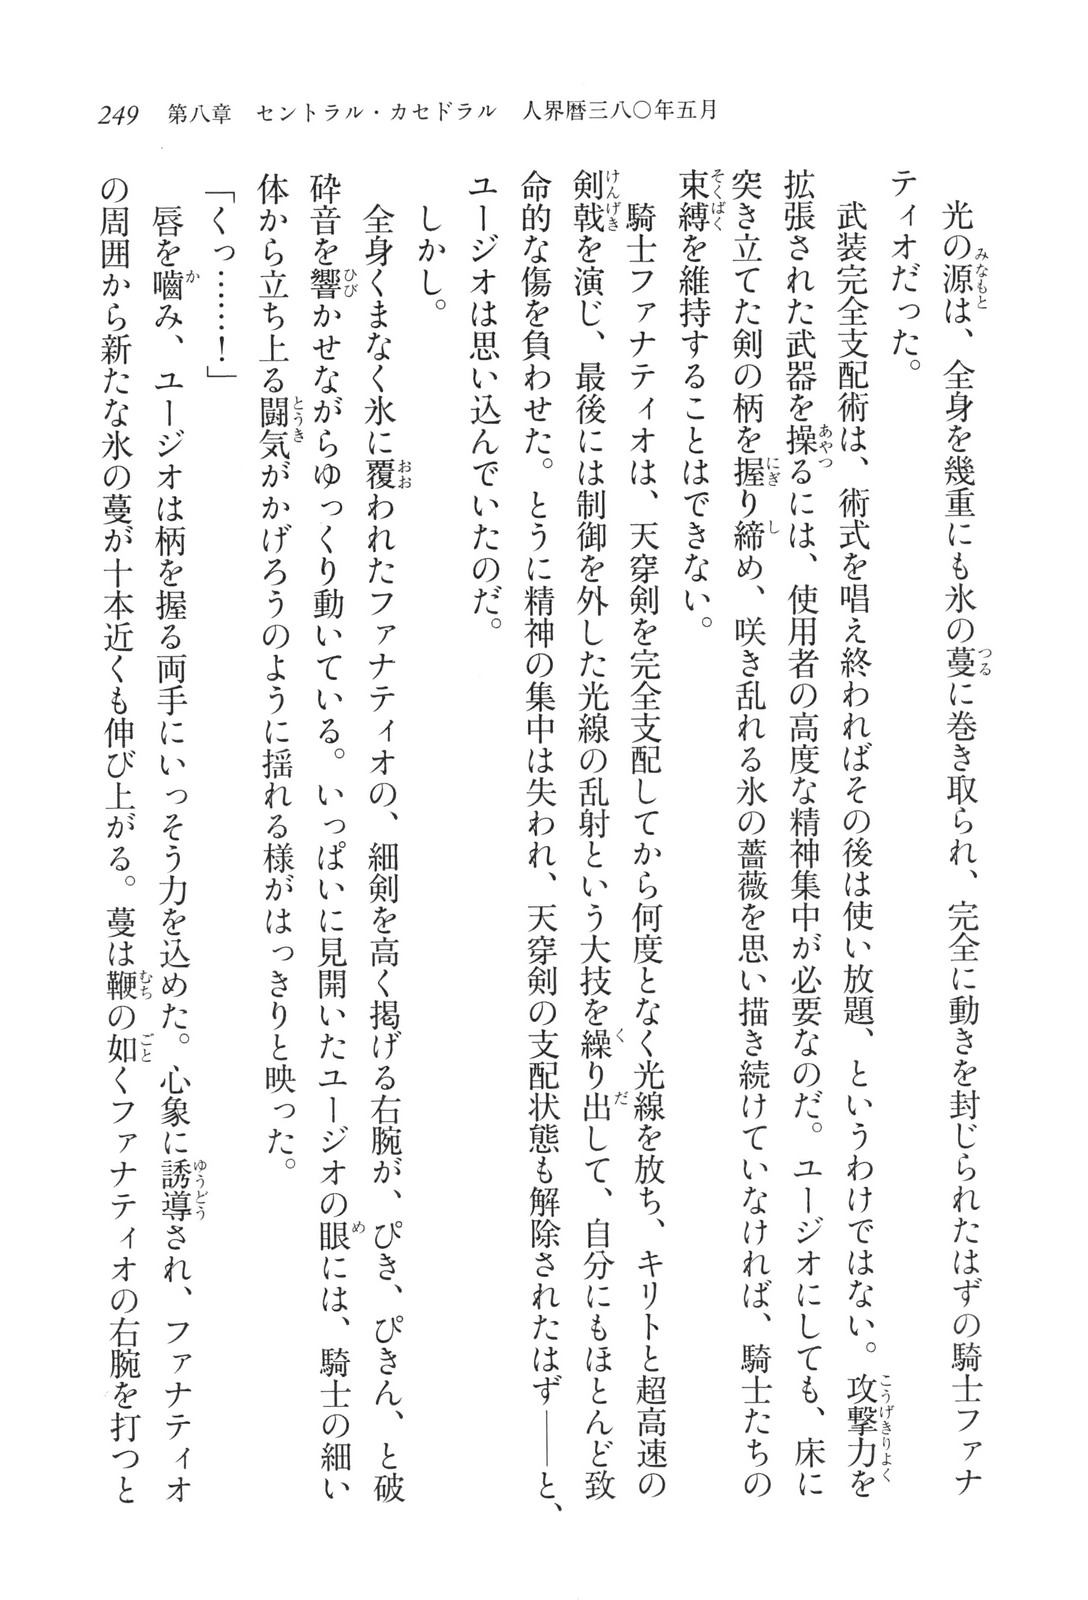 249　第八章　セントラル・カセドラル　人界暦三八〇年五月
　光の源は、全身を幾重にも氷の蔓に巻き取られ、完全に動きを封じられたはずの騎士ファナ
ティオだった。
　武装完全支配術は、術式を唱え終わればその後は使い放題、というわけではない。攻撃力を
拡張された武器を操るには、使用者の高度な精神集中が必要なのだ。ユージオにしても、床に
突き立てた剣の柄を握り締め、咲き乱れる氷の薔薇を思い描き続けていなければ、騎士たちの
束縛を維持することはできない。
　騎士ファナティオは、天穿剣を完全支配してから何度となく光線を放ち、キリトと超高速の
剣戟を演じ、最後には制御を外した光線の乱射という大技を繰り出して、自分にもほとんど致
命的な傷を負わせた。とうに精神の集中は失われ、天穿剣の支配状態も解除されたはず――と、
ユージオは思い込んでいたのだ。
　しかし。
　全身くまなく氷に覆われたファナティオの、細剣を高く掲げる右腕が、ぴき、ぴきん、と破
砕音を響かせながらゆっくり動いている。いっぱいに見開いたユージオの眼には、騎士の細い
体から立ち上る闘気がかげろうのように揺れる様がはっきりと映った。
「くっ……！」
　唇を嚙み、ユージオは柄を握る両手にいっそう力を込めた。心象に誘導され、ファナティオ
の周囲から新たな氷の蔓が十本近くも伸び上がる。蔓は鞭の如くファナティオの右腕を打つと